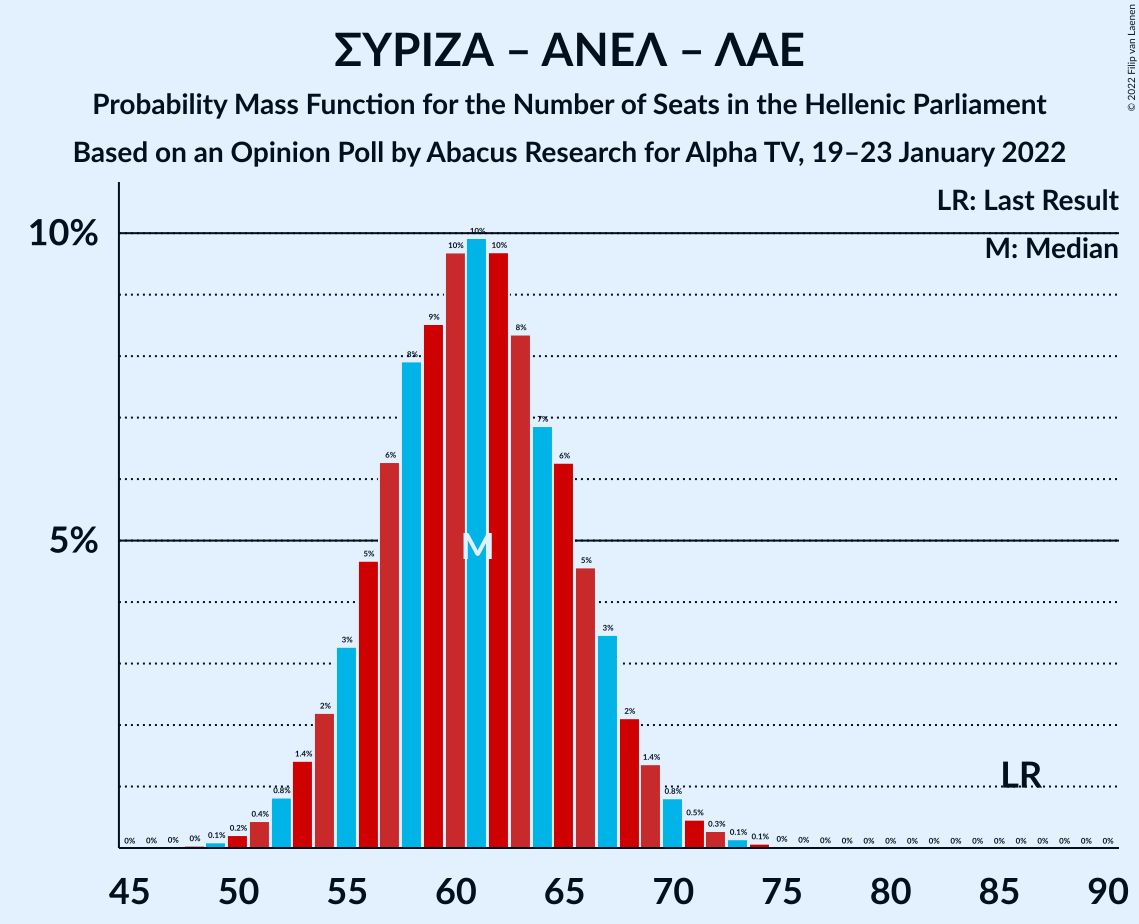 ΣΥΡΙΖΑ – ΑΝΕΛ – ΛΑΕ
Probability Mass Function for the Number of Seats in the Hellenic Parliament
Based on an Opinion Poll by Abacus Research for Alpha TV, 19–23 January 2022
© 2022 Filip van Laenen
LR: Last Result
M: Median
10%
5%
0% 0% 0% 0% 0.1% 0.2% 0.4% 0.8% 1.4% 2% 3% 5% 6% 8% 9% 10% 10% 10% 8% 7% 6% 5% 3% 2% 1.4% 0.8% 0.5% 0.3% 0.1% 0.1% 0% 0% 0% 0% 0% 0% 0% 0% 0% 0% 0% 0% 0% 0% 0% 0%
M
LR
45 50 55 60 65 70 75 80 85 90